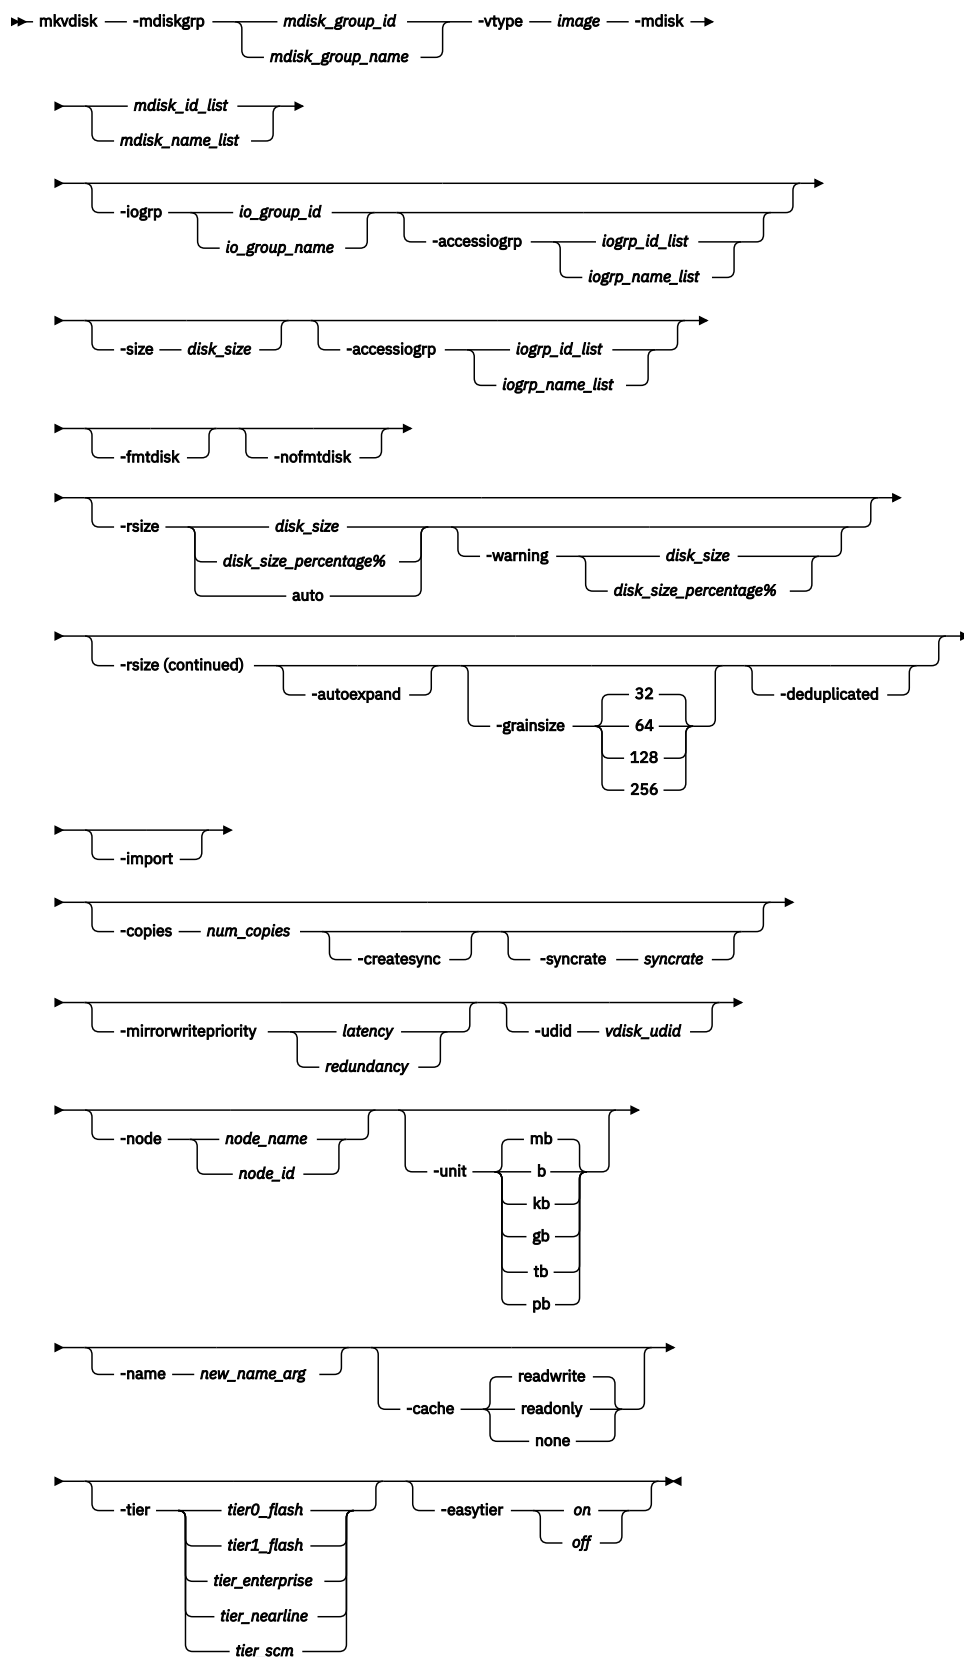 mkvdisk -mdiskgrp mdisk_group_id -vtype image -mdisk
mdisk_group_name
mdisk_id_list
mdisk_name_list
-iogrp io_group_id
io_group_name
-accessiogrp iogrp_id_list
iogrp_name_list
-size disk_size -accessiogrp iogrp_id_list
iogrp_name_list
-fmtdisk -nofmtdisk
-rsize disk_size
disk_size_percentage%
auto
-warning disk_size
disk_size_percentage%
-rsize (continued)
-autoexpand
-grainsize
32
64
128
256
-deduplicated
-import
-copies num_copies
-createsync -syncrate syncrate
-mirrorwritepriority latency
redundancy
-udid vdisk_udid
-node node_name
node_id
-unit
mb
b
kb
gb
tb
pb
-name new_name_arg
-cache
readwrite
readonly
none
-tier tier0_flash
tier1_flash
tier_enterprise
tier_nearline
tier_scm
-easytier on
off